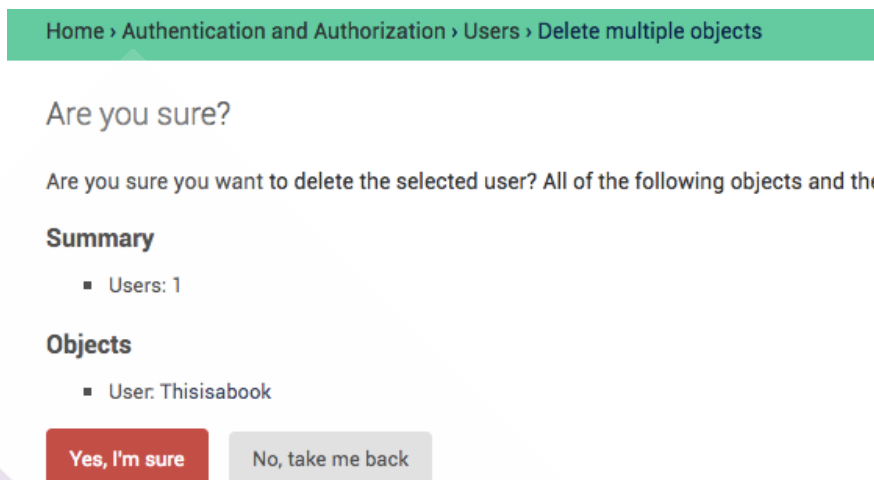 Home › Authentication and Authorization › Users › Delete multiple objects
Are you sure?
Are you sure you want to delete the selected user? All of the following objects and the
Summary
Users: 1
Objects
User: Thisisabook
Yes, I'm sure
No, take me back